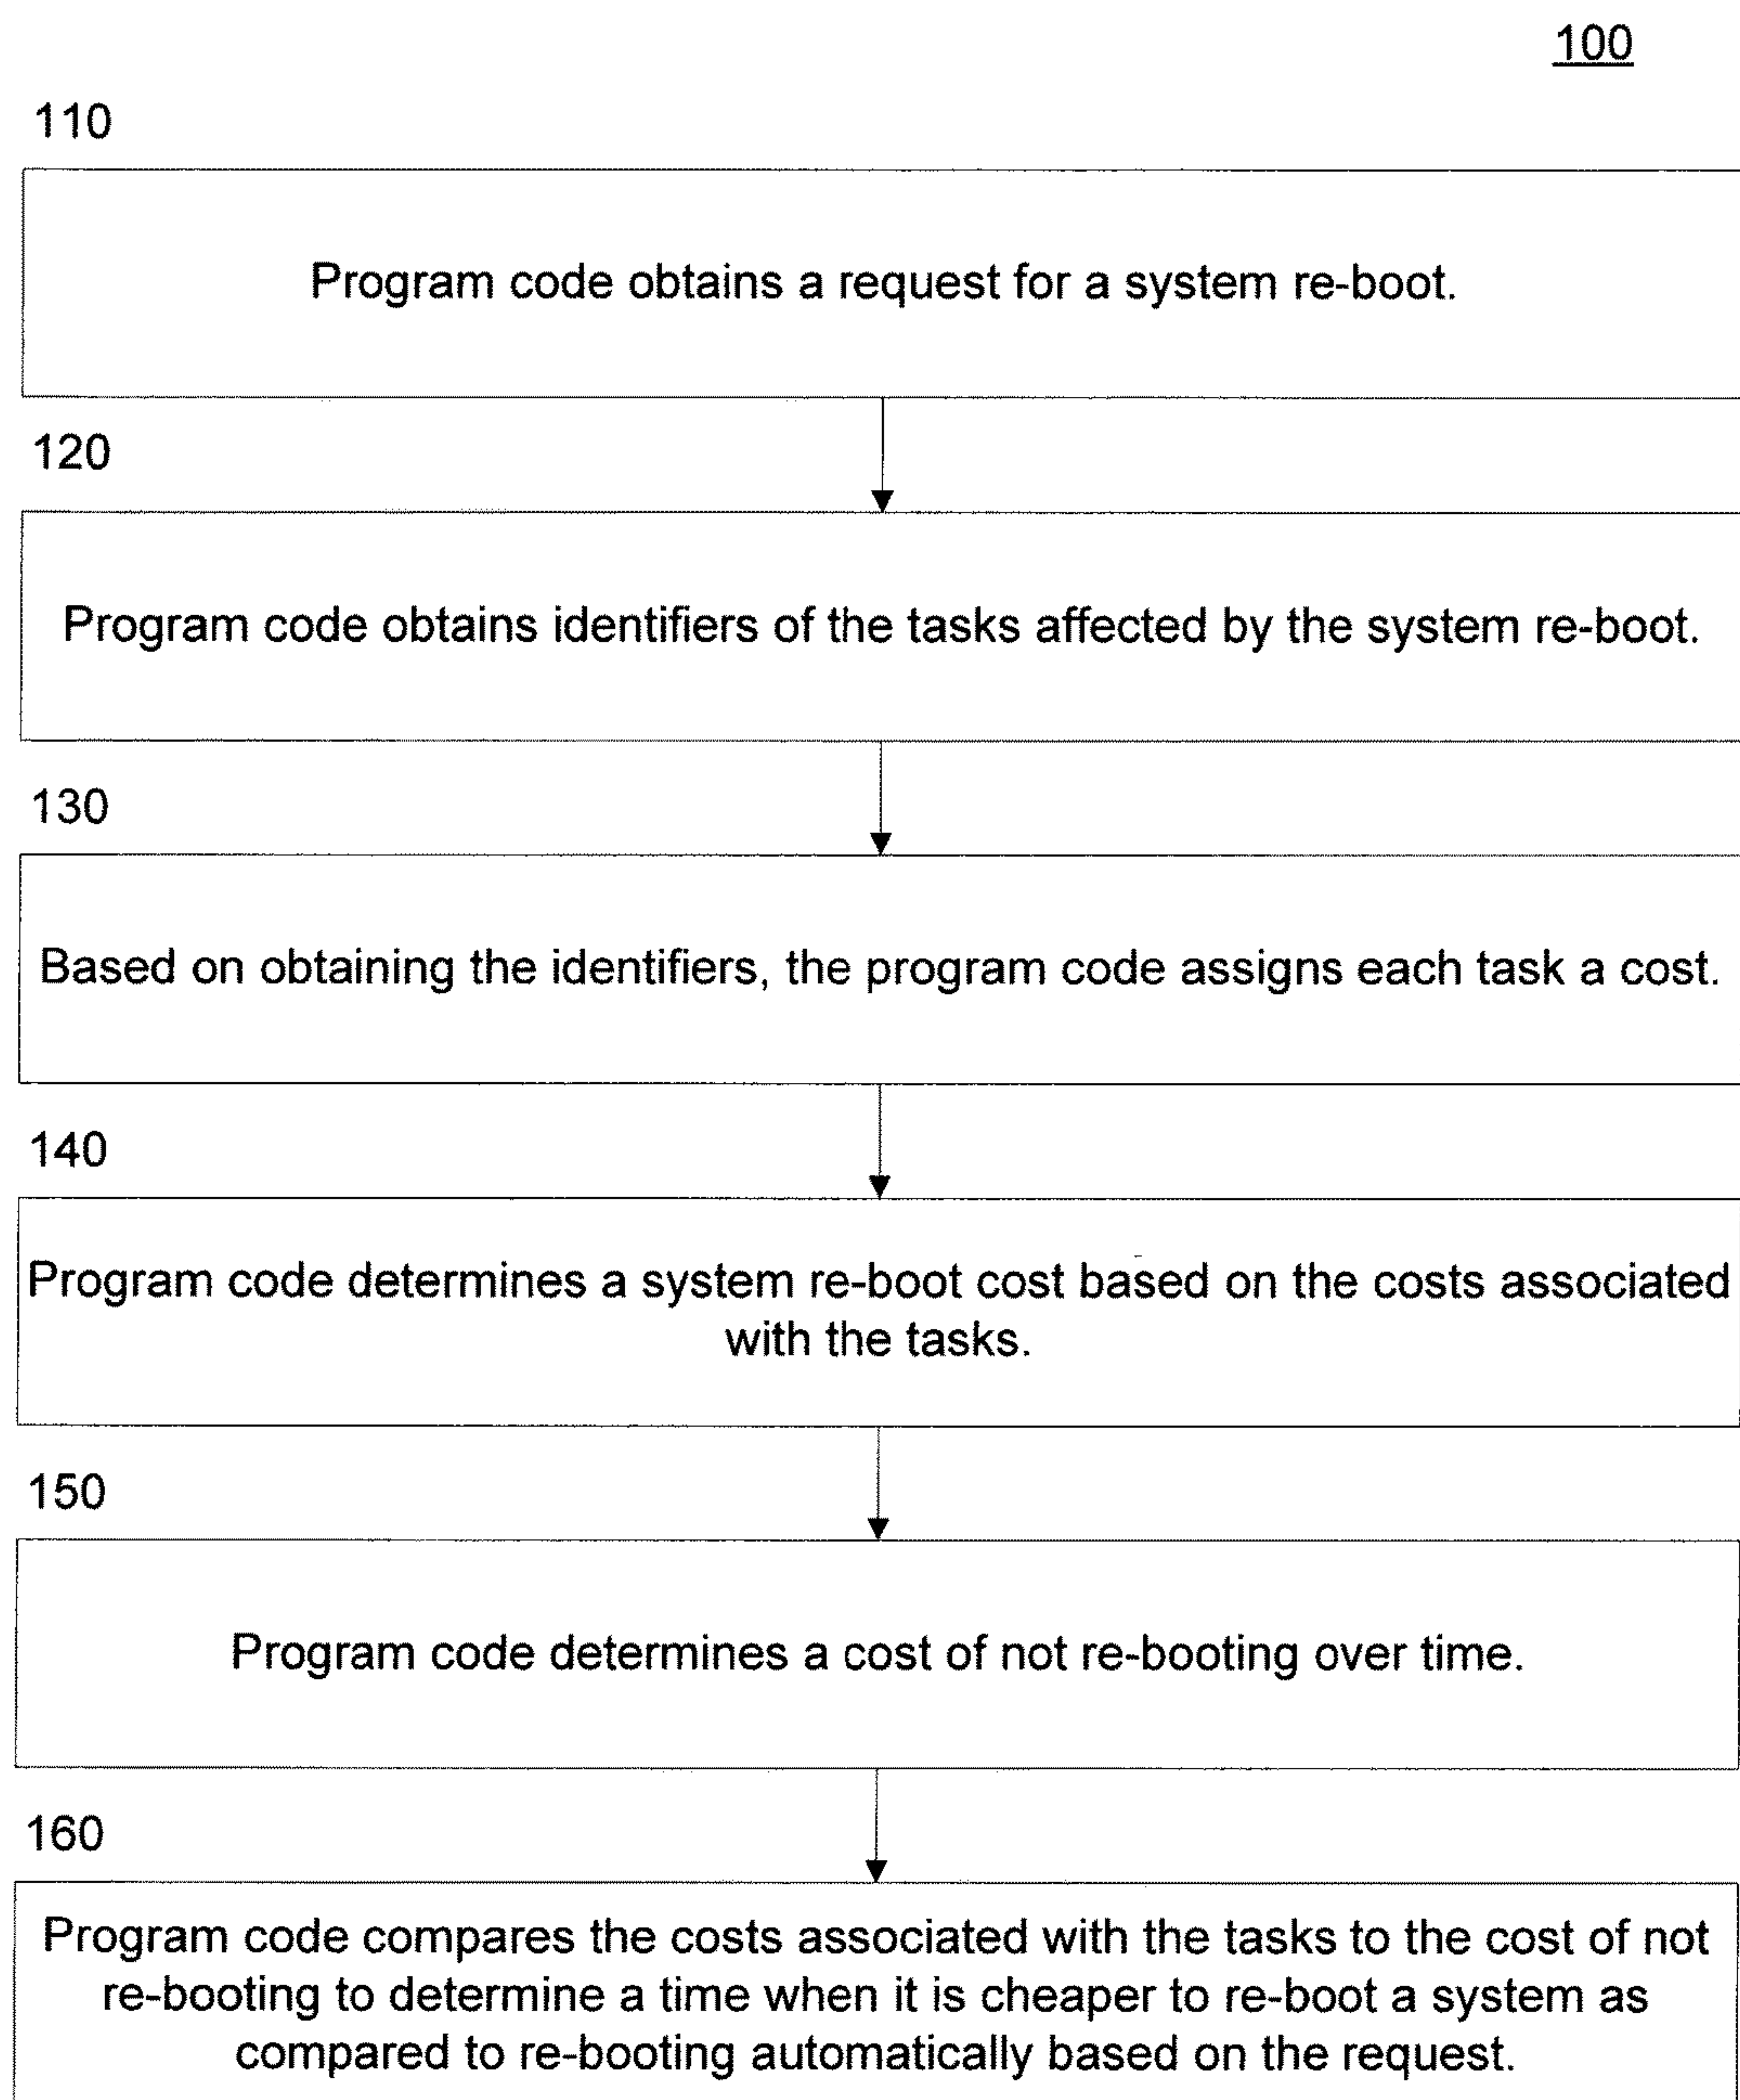 100
110
Program code obtains a request for a system re-boot.
120
Program code obtains identifiers of the tasks affected by the system re-boot.
130
Based on obtaining the identifiers, the program code assigns each task a cost.
140
Program code determines a system re-boot cost based on the costs associated
with the tasks.
150
Program code determines a cost of not re-booting over time.
160
Program code compares the costs associated with the tasks to the cost of not
re-booting to determine a time when it is cheaper to re-boot a system as
compared to re-booting automatically based on the request.